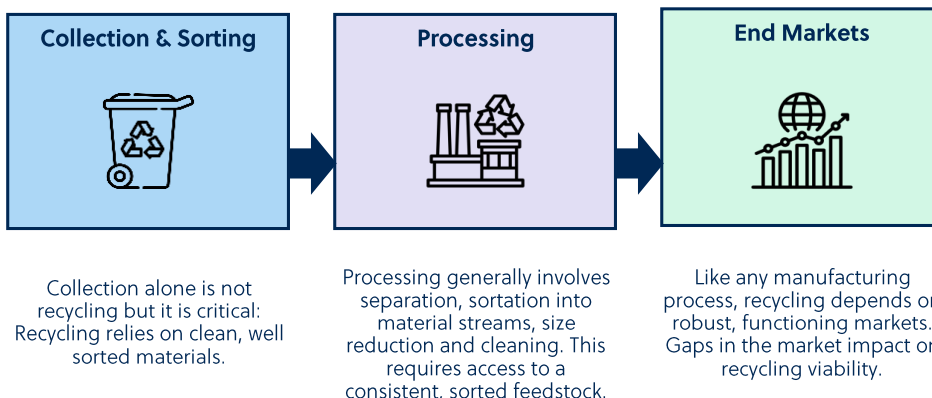 Collection & Sorting
Collection alone is not
recycling but it is critical:
Recycling relies on clean, well
sorted materials.
Processing
Processing generally involves
separation, sortation into
material streams, size
reduction and cleaning. This
requires access to a
consistent, sorted feedstock.
End Markets
Like any manufacturing
process, recycling depends
robust, functioning markets.
Gaps in the market impact
recycling viability.